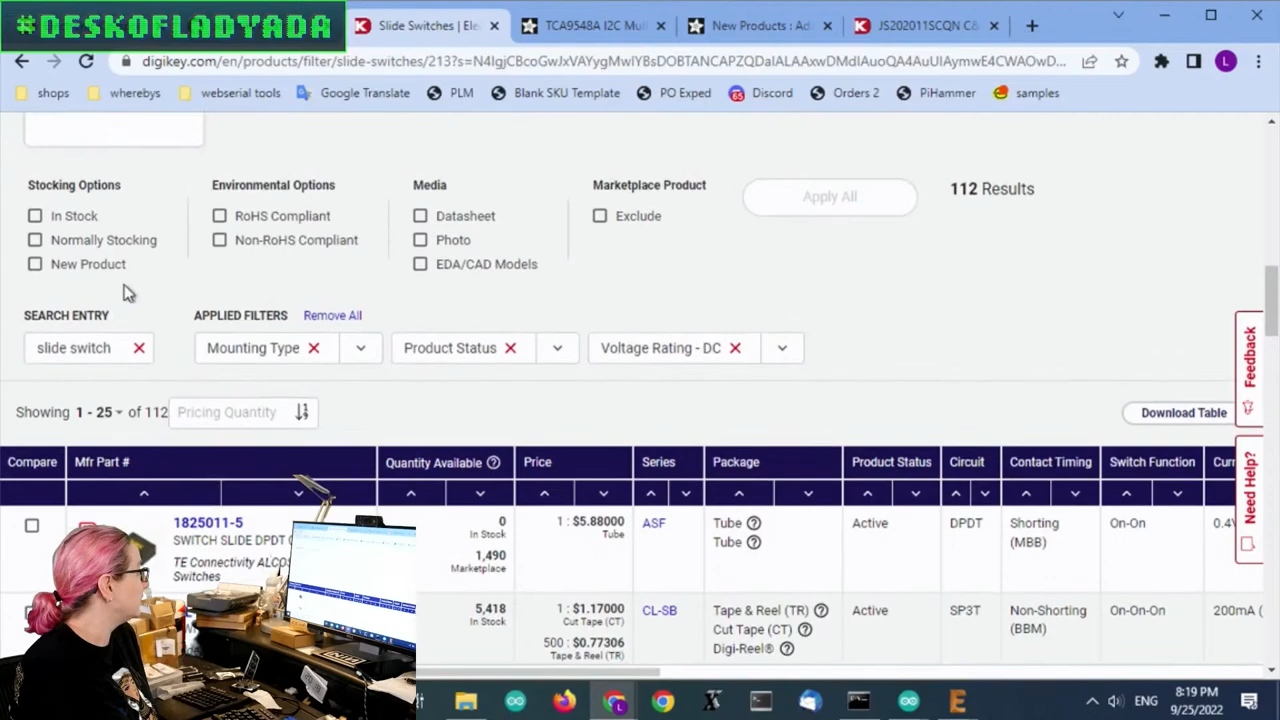 #DESKOFLADYADA
Slide Switches | Ele
TCA9548A I2C Mul
New Products : Ad
JS202011SCQN C&
digikey.com/en/products/filter/slide-switches/213?s=
shops
wherebys
webserial tools
Google Translate
PLM
Blank SKU Template
PO Exped
65
Discord
Orders 2
PiHammer
samples
L
Stocking Options
In Stock
Normally Stocking
New Product
Environmental Options
RoHS Compliant
Non-RoHS Compliant
Media
Datasheet
Photo
EDA/CAD Models
Marketplace Product
Exclude
Apply All
112 Results
SEARCH ENTRY
slide switch
APPLIED FILTERS
Remove All
Mounting Type
Product Status
Voltage Rating - DC
Showing 1 - 25 of 112
Pricing Quantity
Download Table
Feedback
Need Help?
Compare
Mfr Part #
Quantity Available
Price
Series
Package
Product Status
Circuit
Contact Timing
Switch Function
Curr
1825011-5
SWITCH SLIDE DPDT
TE Connectivity ALCO
Switches
0
In Stock
1,490
Marketplace
1 : $5.88000
Tube
ASF
Tube
Tube
Active
DPDT
Shorting
(MBB)
On-On
0.4V
5,418
In Stock
1 : $1.17000
Cut Tape (CT)
500 : $0.77306
Tape & Reel (TR)
CL-SB
Tape & Reel (TR)
Cut Tape (CT)
Digi-Reel®
Active
SP3T
Non-Shorting
(BBM)
On-On-On
200mA (
ENG
8:19 PM
9/25/2022